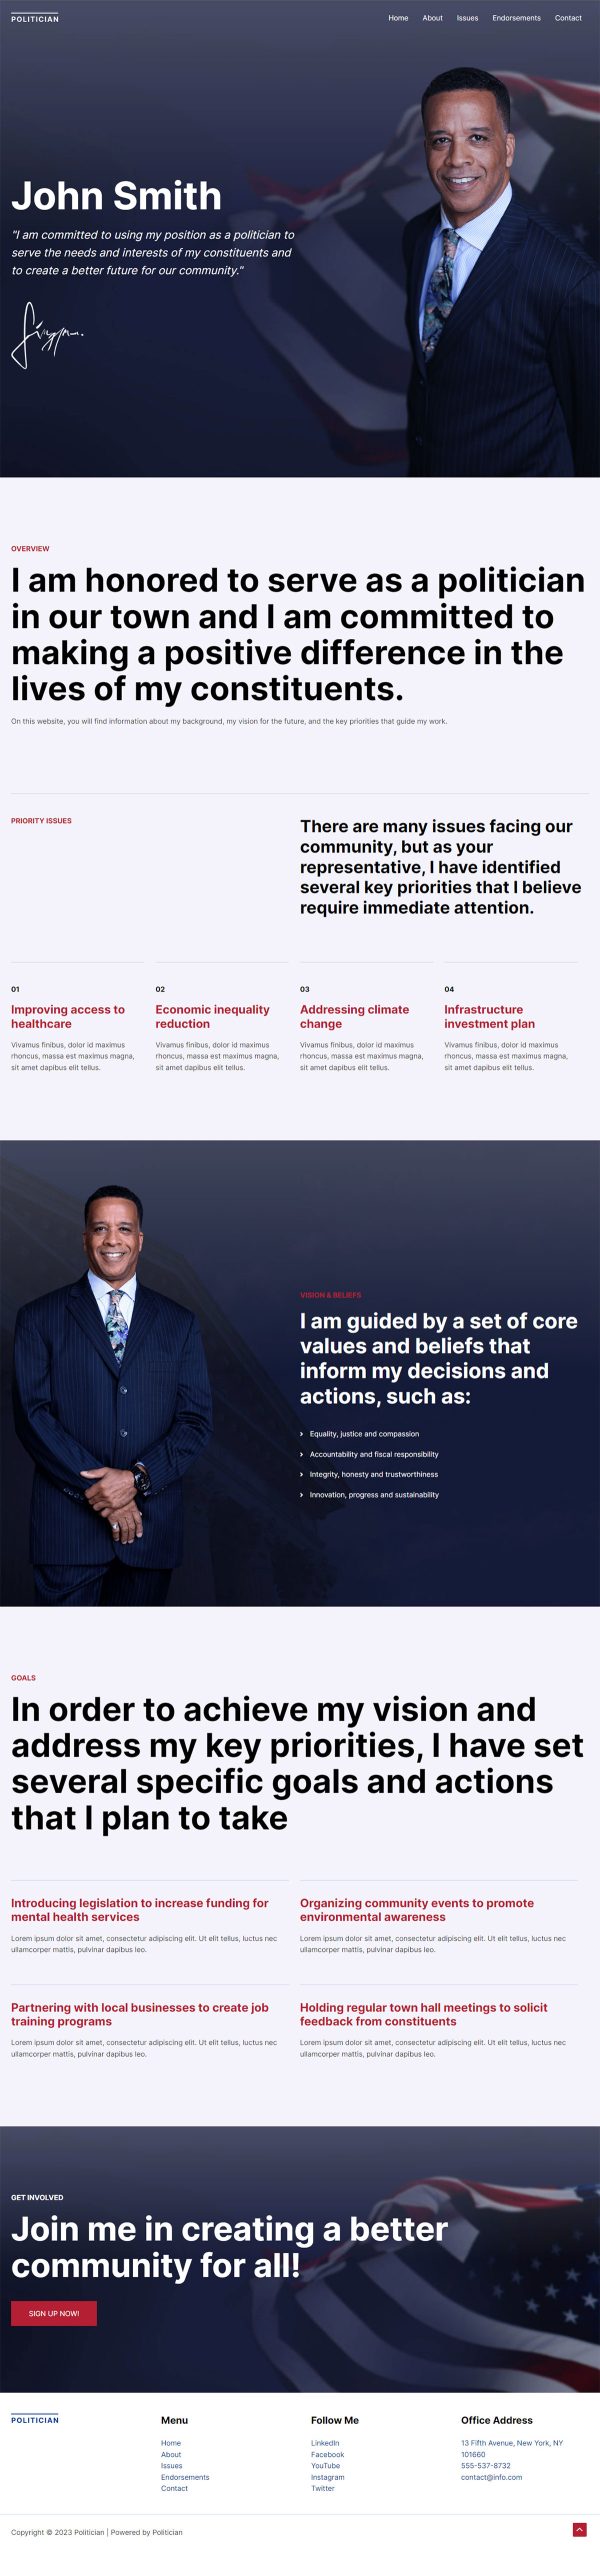 POLITICIAN
Home About Issues Endorsements Contact
John Smith
"I am committed to using my position as a politician to
serve the needs and interests of my constituents and
to create a better future for our community."
OVERVIEW
I am honored to serve as a politician
in our town and I am committed to
making a positive difference in the
lives of my constituents.
On this website, you will find information about my background, my vision for the future, and the key priorities that guide my work.
PRIORITY ISSUES
There are many issues facing our
community, but as your
representative, I have identified
several key priorities that I believe
require immediate attention.
01
Improving access to
healthcare
Vivamus finibus, dolor id maximus
rhoncus, massa est maximus magna,
sit amet dapibus elit tellus.
02
Economic inequality
reduction
Vivamus finibus, dolor id maximus
rhoncus, massa est maximus magna,
sit amet dapibus elit tellus.
03
Addressing climate
change
Vivamus finibus, dolor id maximus
rhoncus, massa est maximus magna,
sit amet dapibus elit tellus.
04
Infrastructure
investment plan
Vivamus finibus, dolor id maximus
rhoncus, massa est maximus magna,
sit amet dapibus elit tellus.
VISION & BELIEFS
I am guided by a set of core
values and beliefs that
inform my decisions and
actions, such as:
Equality, justice and compassion
Accountability and fiscal responsibility
Integrity, honesty and trustworthiness
Innovation, progress and sustainability
GOALS
In order to achieve my vision and
address my key priorities, I have set
several specific goals and actions
that I plan to take
Introducing legislation to increase funding for
mental health services
Lorem ipsum dolor sit amet, consectetur adipiscing elit. Ut elit tellus, luctus nec
ullamcorper mattis, pulvinar dapibus leo.
Organizing community events to promote
environmental awareness
Lorem ipsum dolor sit amet, consectetur adipiscing elit. Ut elit tellus, luctus nec
ullamcorper mattis, pulvinar dapibus leo.
Partnering with local businesses to create job
training programs
Lorem ipsum dolor sit amet, consectetur adipiscing elit. Ut elit tellus, luctus nec
ullamcorper mattis, pulvinar dapibus leo.
Holding regular town hall meetings to solicit
feedback from constituents
Lorem ipsum dolor sit amet, consectetur adipiscing elit. Ut elit tellus, luctus nec
ullamcorper mattis, pulvinar dapibus leo.
GET INVOLVED
Join me in creating a better
community for all!
SIGN UP NOW!
POLITICIAN
Menu
Home
About
Issues
Endorsements
Contact
Follow Me
LinkedIn
Facebook
YouTube
Instagram
Twitter
Office Address
13 Fifth Avenue, New York, NY
101660
555-537-8732
contact@info.com
Copyright © 2023 Politician | Powered by Politician